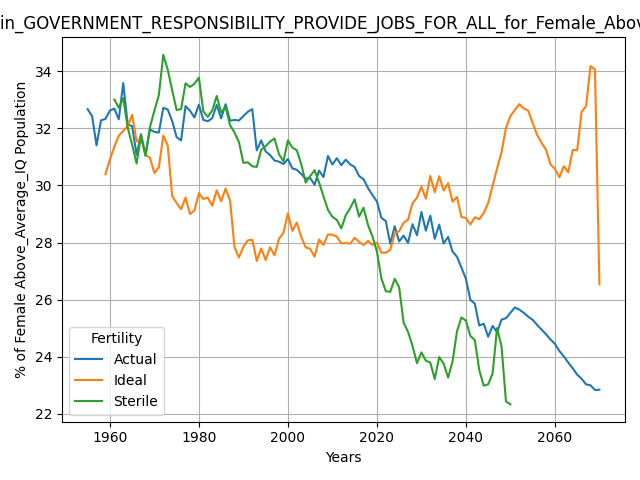 in_GOVERNMENT_RESPONSIBILITY_PROVIDE_JOBS_FOR_ALL_for_Female_Abov
% of Female Above_Average_IQ Population
34
32
30
28
26
24
22
Fertility
Actual
Ideal
Sterile
1960 1980 2000 2020 2040 2060
Years